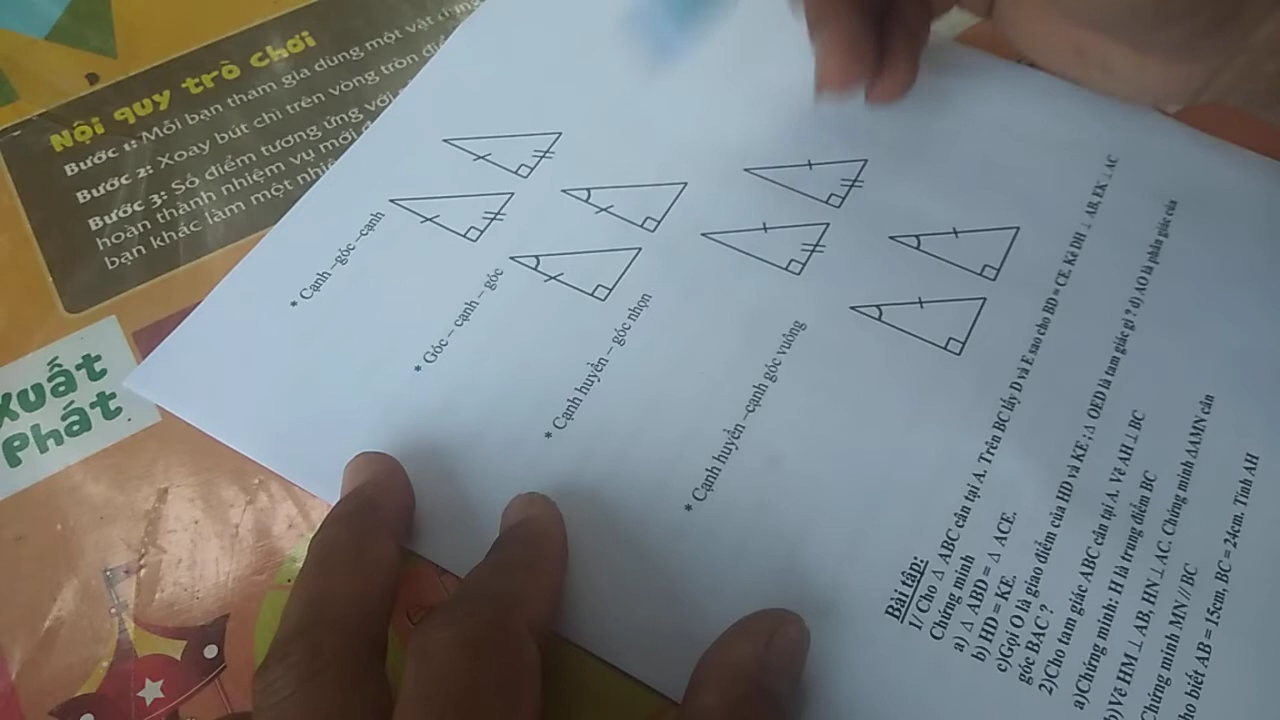 Nội quy trò chơi
Bước 1: Mỗi bạn tham gia dùng một vật
Bước 2: Xoay bút chì trên vòng tròn
Bước 3: Số điểm tương ứng với
hoàn thành nhiệm vụ mới
bạn khác làm một
Xuất
Phát
* Cạnh –góc –cạnh
* Góc – cạnh – góc
* Cạnh huyền – góc nhọn
* Cạnh huyền –cạnh góc vuông
Bài tập:
1/ Cho Δ ABC cân tại A. Trên BC lấy D và E sao cho BD = CE. Kẻ DH ⊥ AB, EK ⊥ AC
Chứng minh
a) Δ ABD = Δ ACE.
b) HD = KE.
c)Gọi O là giao điểm của HD và KE ; Δ OED là tam giác gì ? d) AO là phân giác của
góc BAC ?
2)Cho tam giác ABC cân tại A. Vẽ AH ⊥ BC
a)Chứng minh: H là trung điểm BC
b)Vẽ HM ⊥ AB, HN ⊥ AC. Chứng minh ΔAMN cân
Chứng minh MN // BC
ho biết AB = 15cm, BC = 24cm. Tính AH